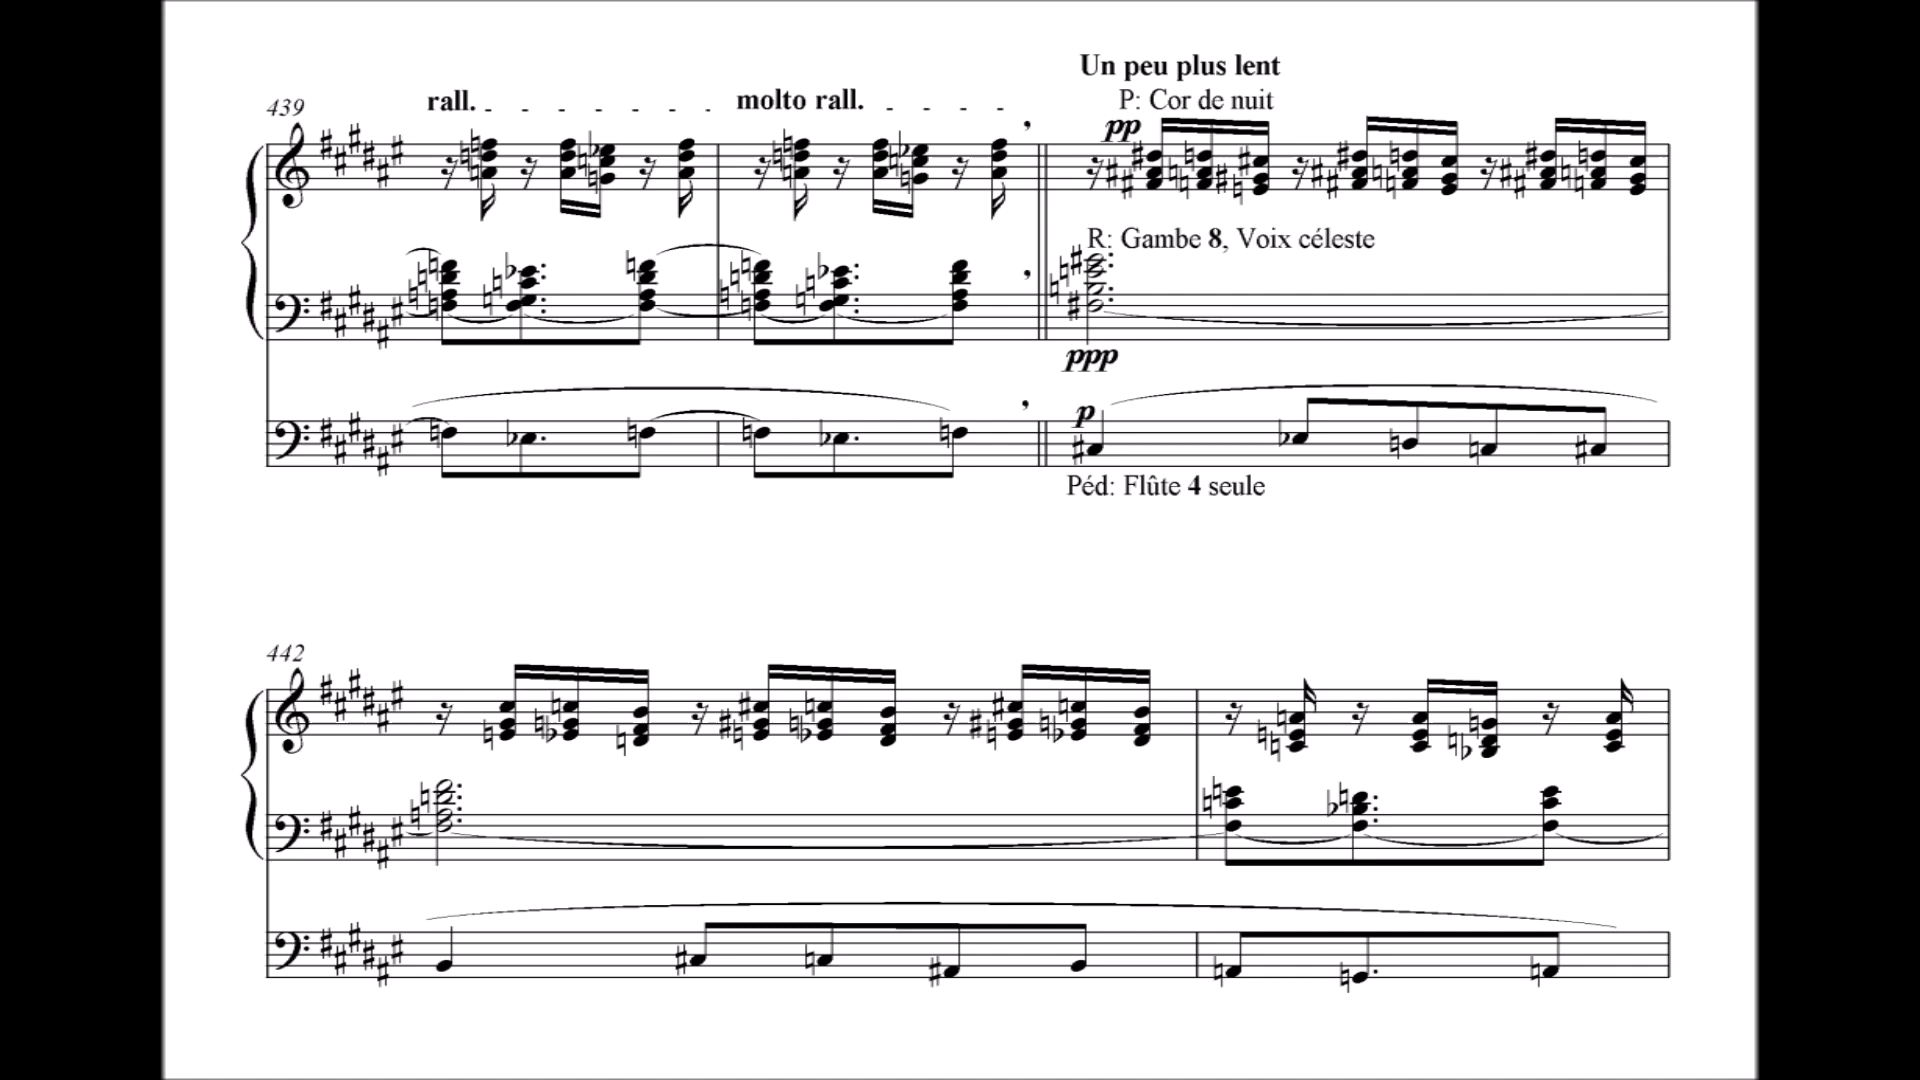 Un peu plus lent
439
rall.
molto rall.
P: Cor de nuit
pp
R: Gambe 8, Voix céleste
ppp
p
Péd: Flûte 4 seule
442